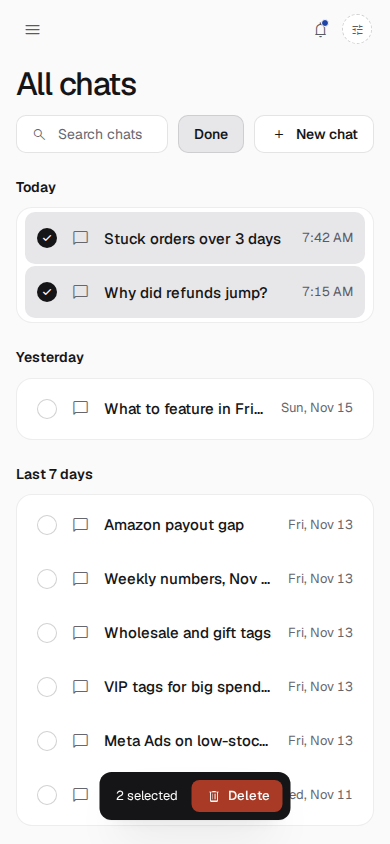 All chats
Search chats
Done
+ New chat
Today
Stuck orders over 3 days 7:42 AM
Why did refunds jump? 7:15 AM
Yesterday
What to feature in Fri... Sun, Nov 15
Last 7 days
Amazon payout gap Fri, Nov 13
Weekly numbers, Nov ... Fri, Nov 13
Wholesale and gift tags Fri, Nov 13
VIP tags for big spend... Fri, Nov 13
Meta Ads on low-stoc... Fri, Nov 13
2 selected Delete
Nov 11